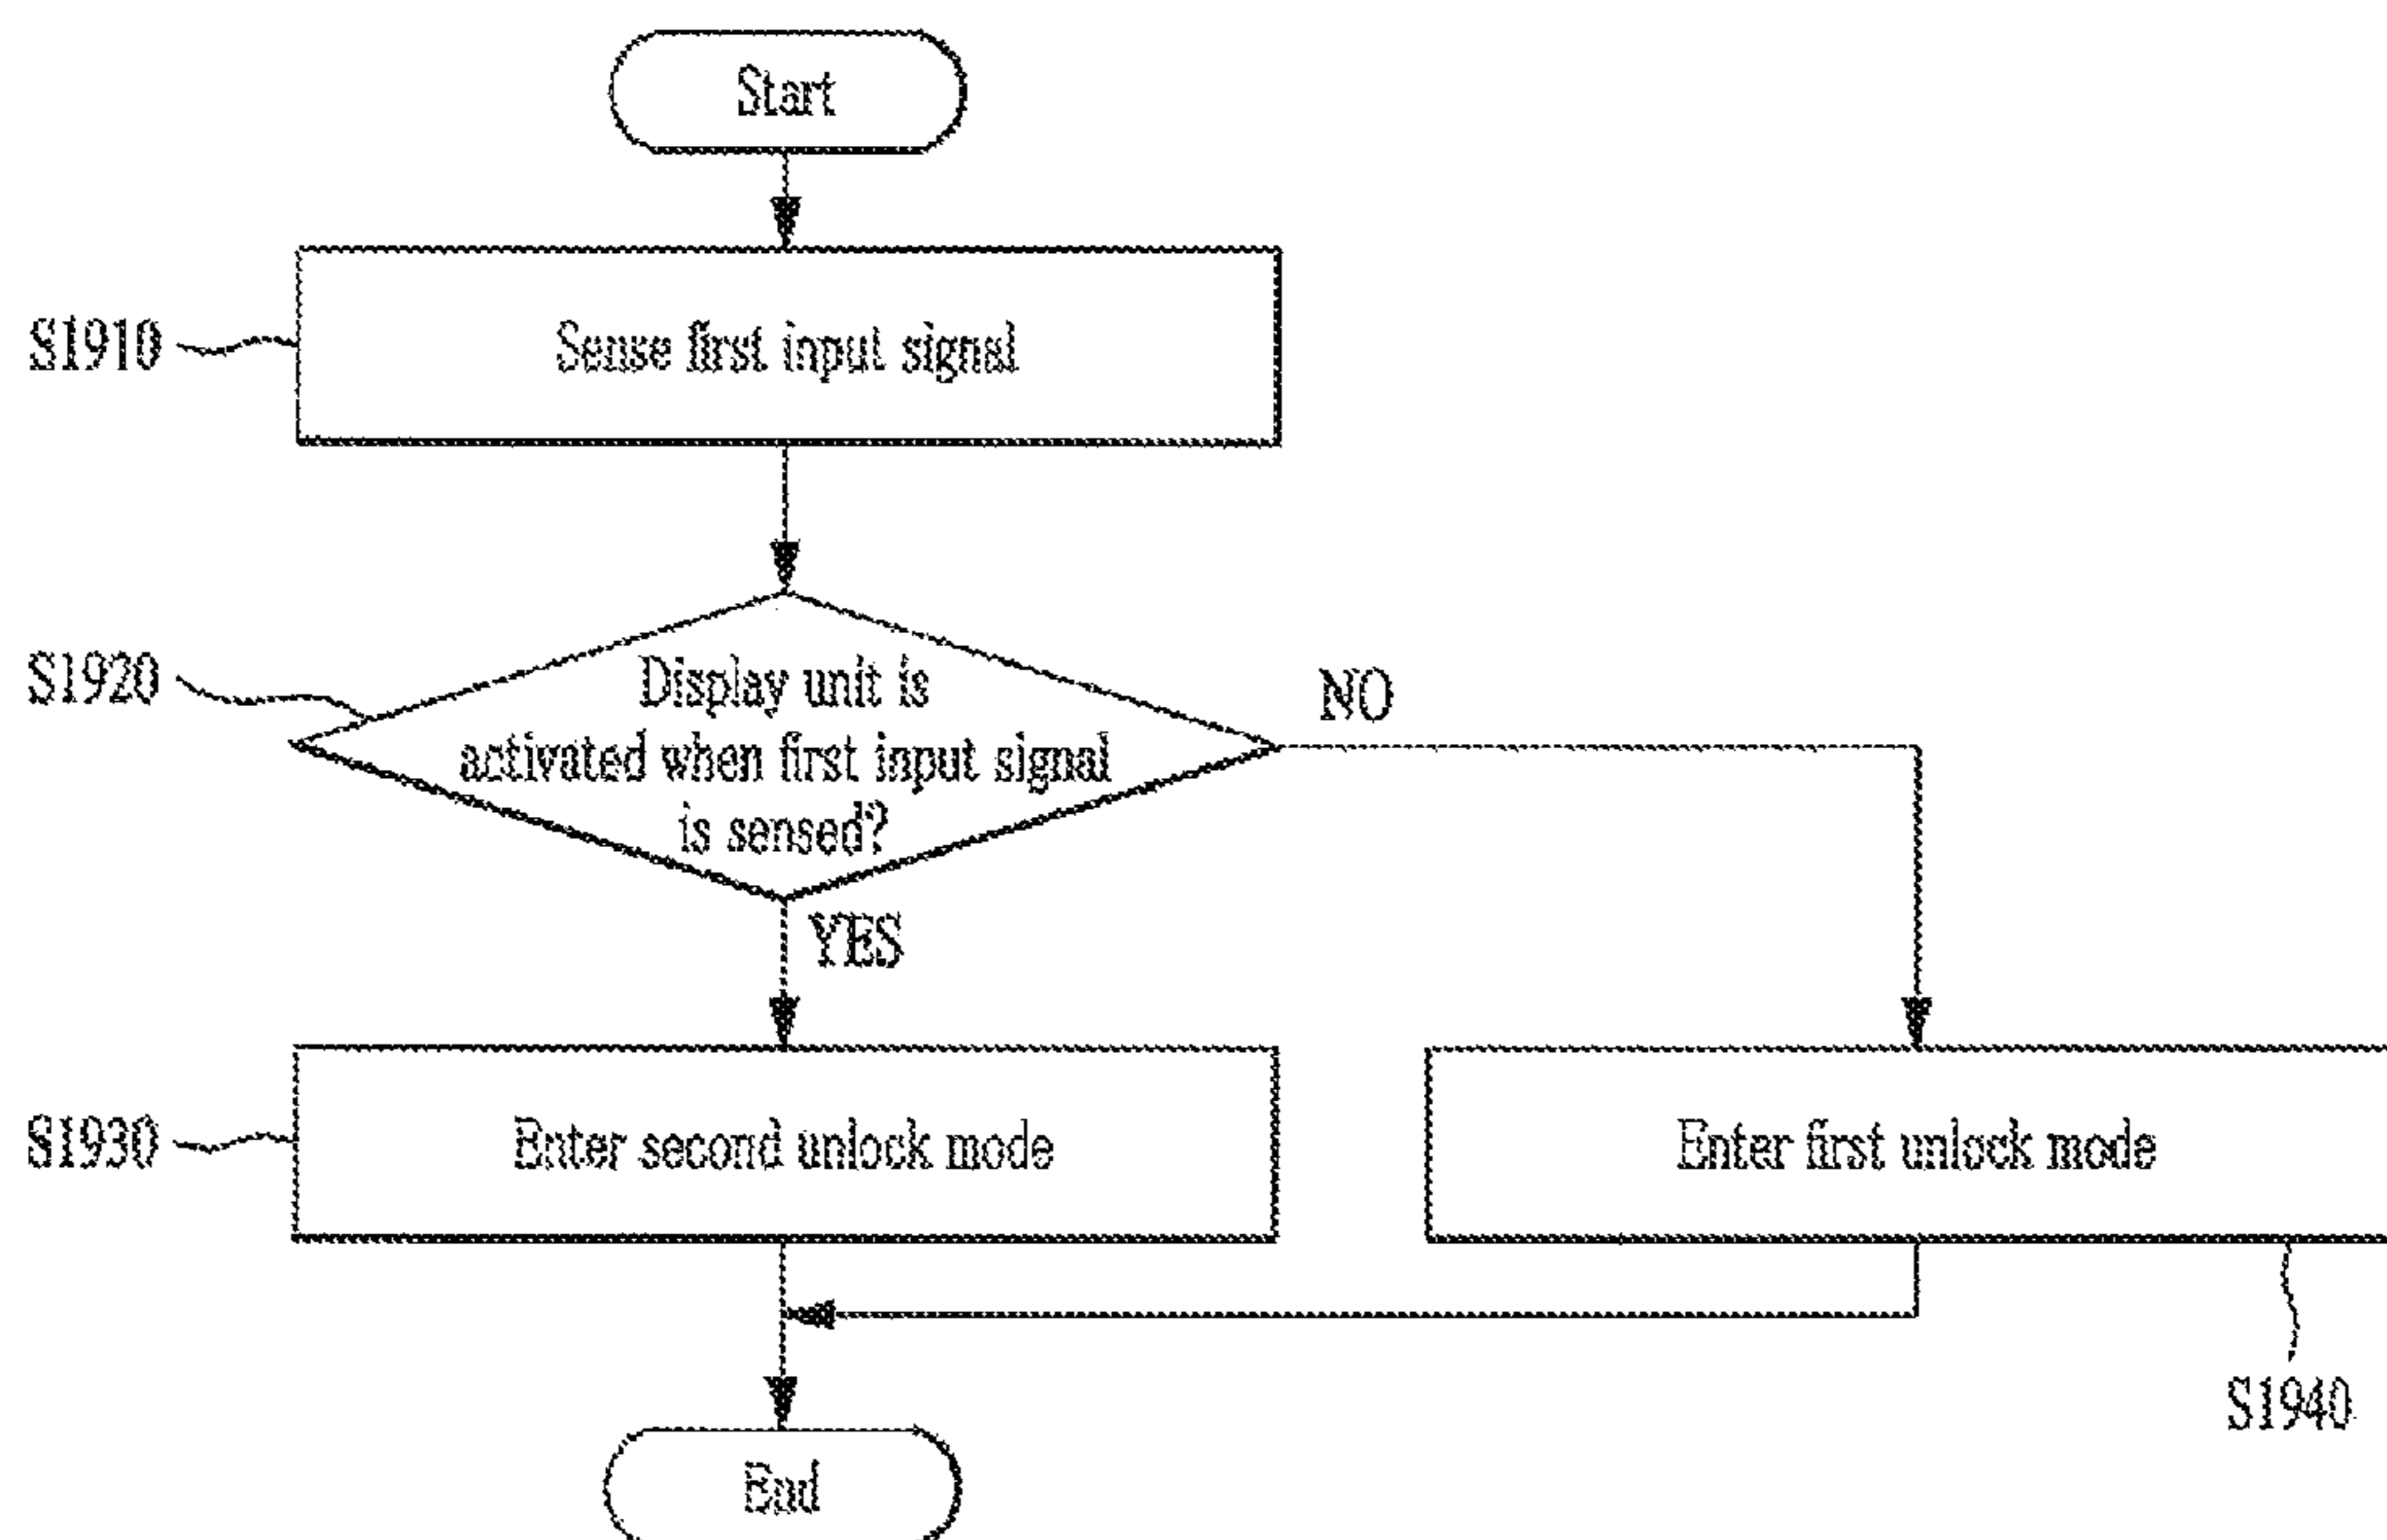 Start
S1910
Sense first input signal
S1920
Display unit is
activated when first input signal
is sensed?
NO
YES
S1930
Enter second unlock mode
Enter first unlock mode
S1940
End